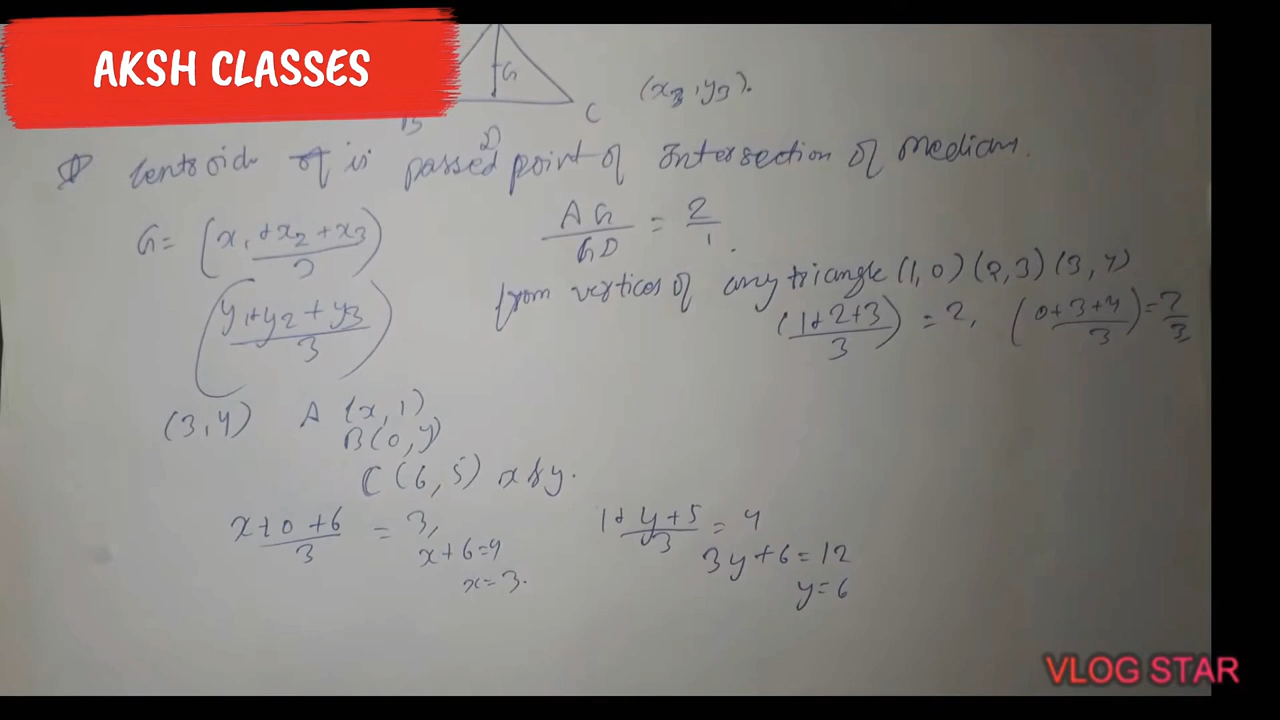 AKSH CLASSES
G
B
D
C
(x3, y3).
Centroid is passed point of Intersection of Medians.
G = (x1+x2+x3/3)
AG/GD = 2/1.
(y1+y2+y3/3)
from vertices of any triangle (1,0) (2,3) (3,4)
(1+2+3/3) = 2, (0+3+4/3) = 7/3
(3,4) A (x,1)
B(0,y)
C (6,5) x & y.
x+0+6/3 = 3,
1+y+5/3 = 4
x+6=9
3y+6=12
x=3.
y=6
VLOG STAR